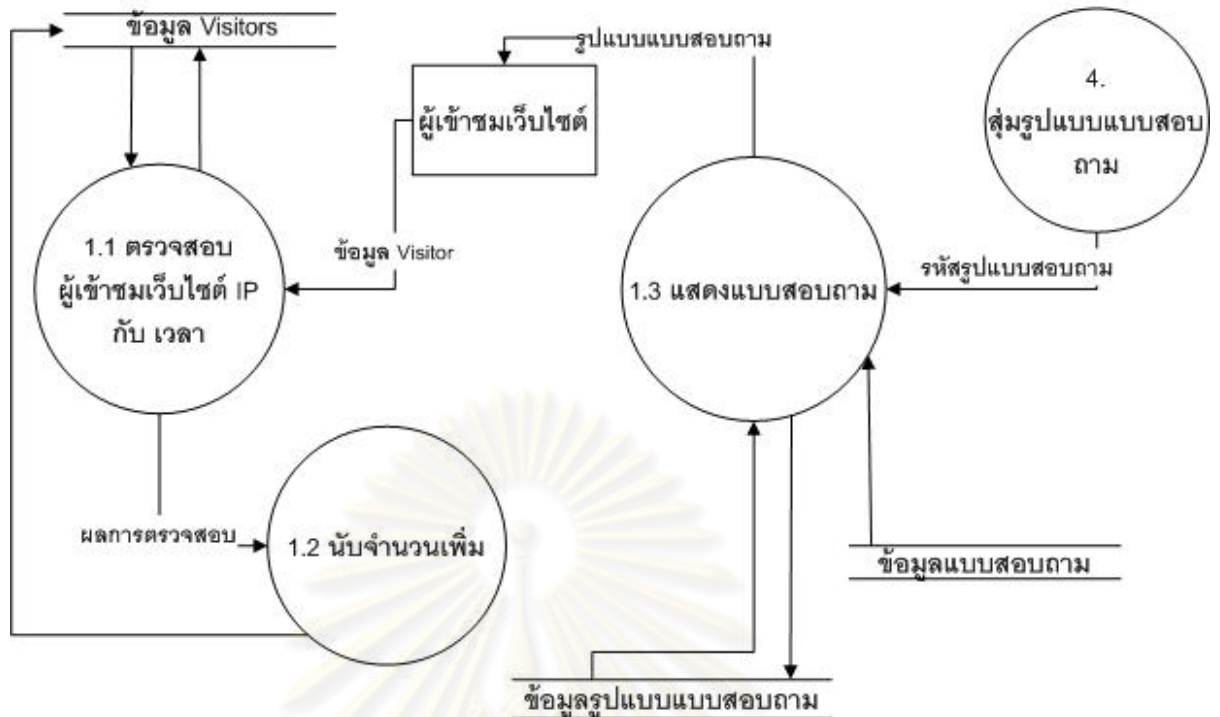 ข้อมูล Visitors
รูปแบบแบบสอบถาม
4.
สุ่มรูปแบบแบบสอบ
ถาม
ผู้เข้าชมเว็บไซต์
1.1 ตรวจสอบ
ผู้เข้าชมเว็บไซต์ IP
กับ เวลา
ข้อมูล Visitor
1.3 แสดงแบบสอบถาม
รหัสรูปแบบสอบถาม
ผลการตรวจสอบ
1.2 นับจำนวนเพิ่ม
ข้อมูลแบบสอบถาม
ข้อมูลรูปแบบแบบสอบถาม